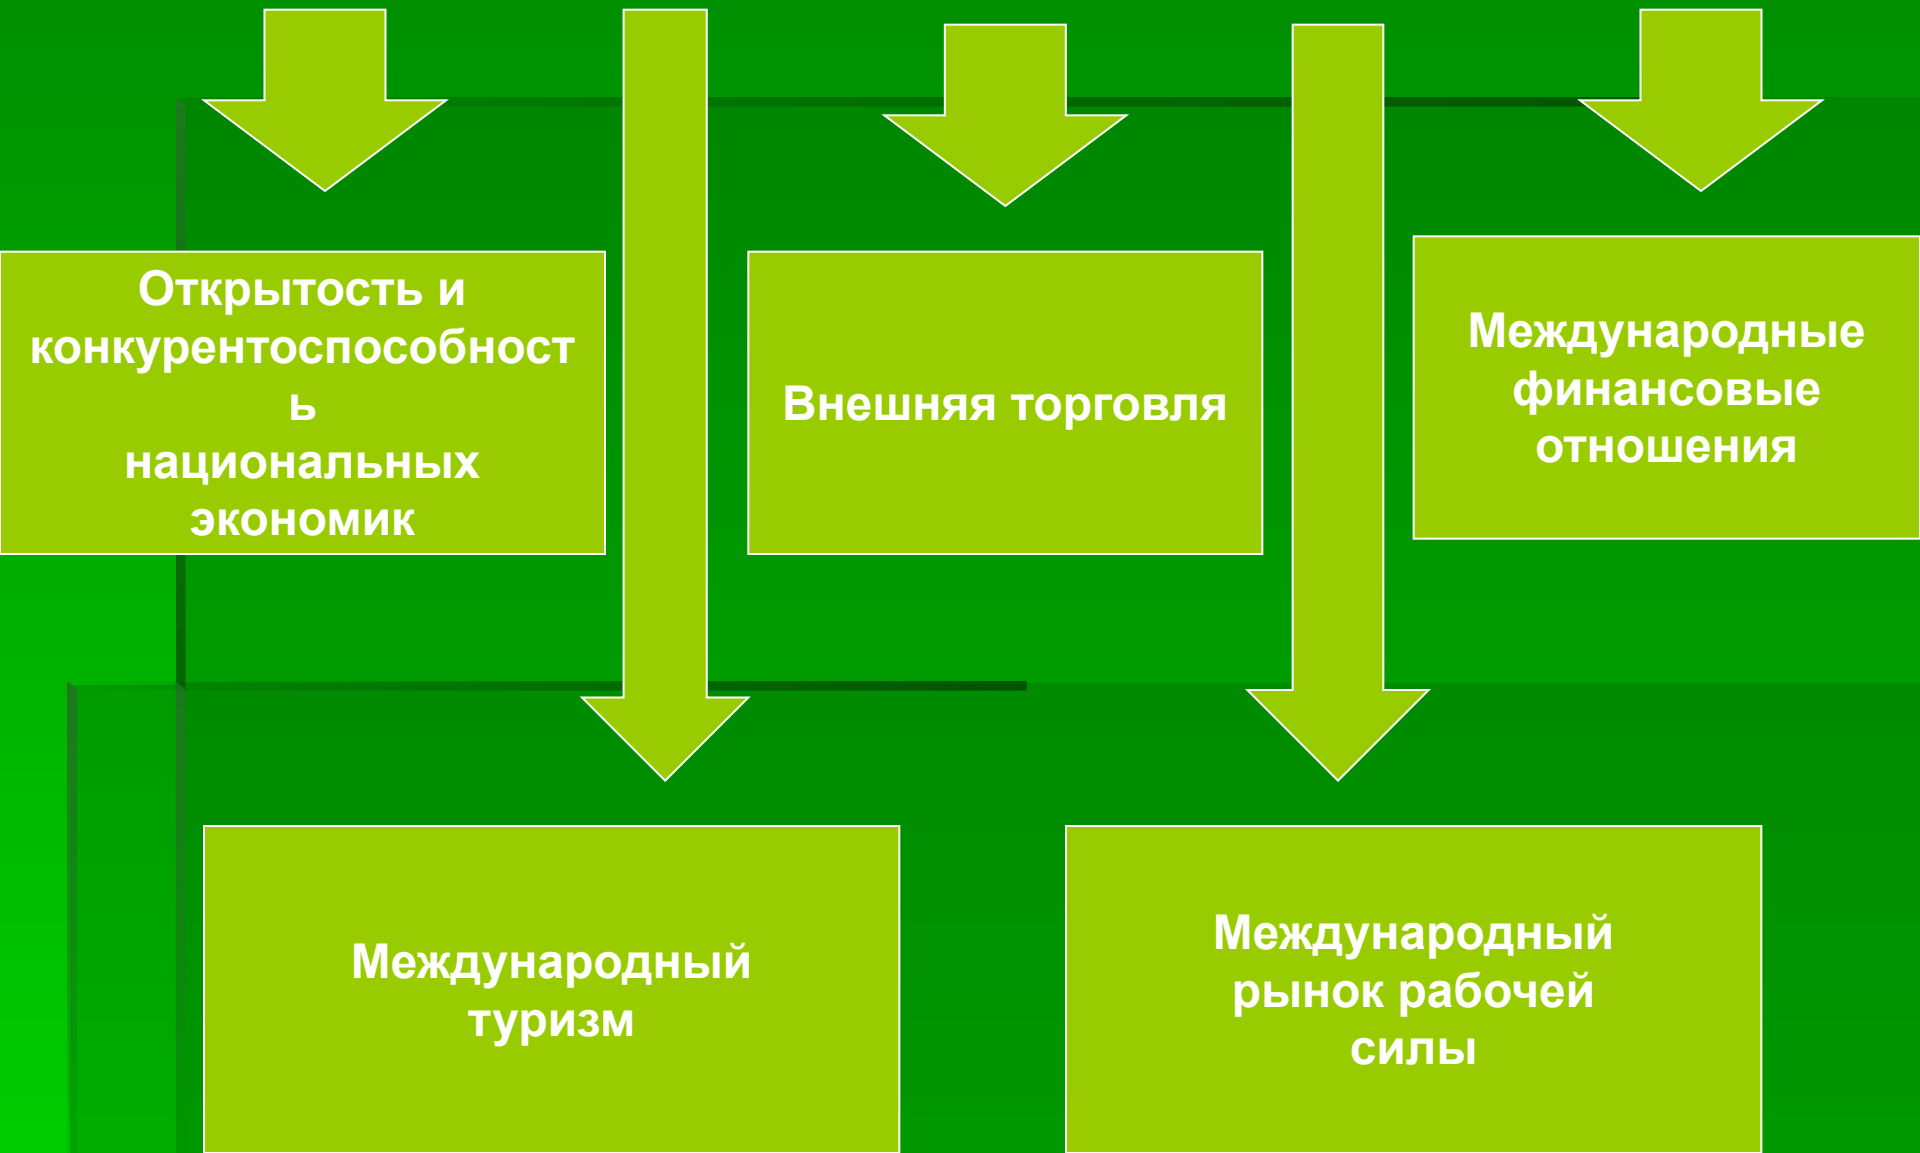 Открытость и
конкурентоспособност
ь
национальных
экономик
Внешняя торговля
Международные
финансовые
отношения
Международный
туризм
Международный
рынок рабочей
силы